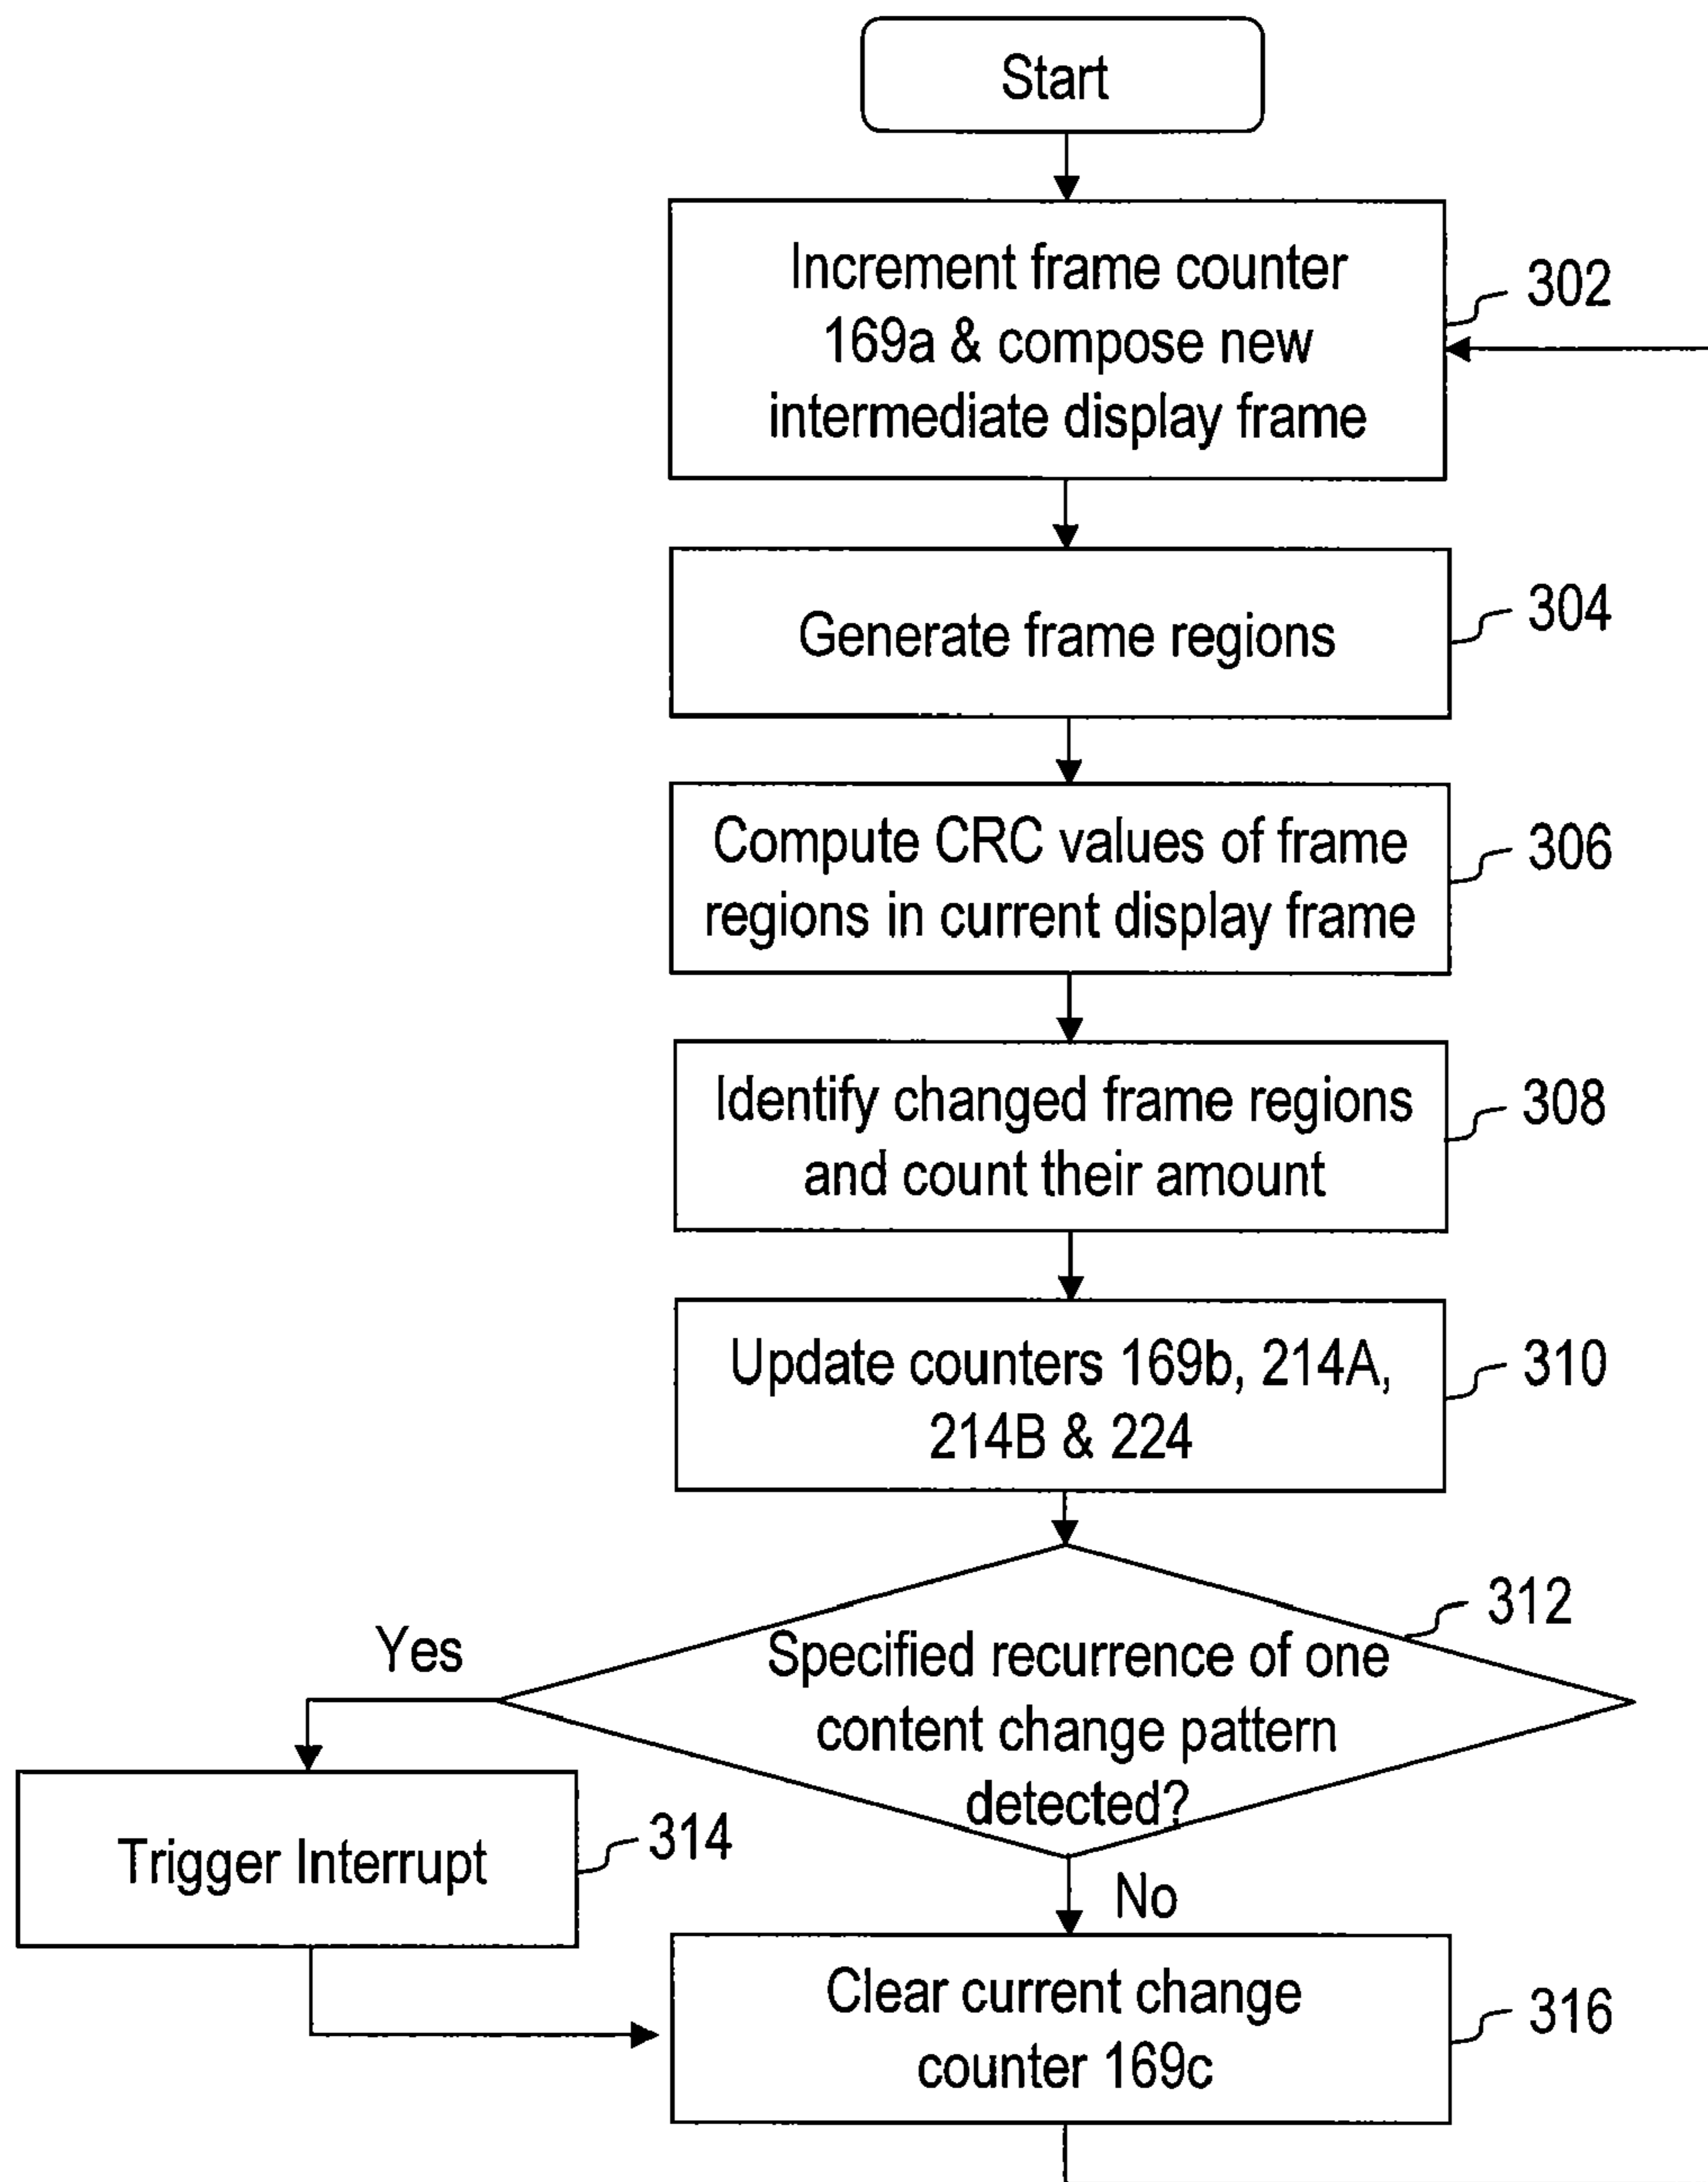 Start
Increment frame counter
169a & compose new
intermediate display frame
302
Generate frame regions
304
Compute CRC values of frame
regions in current display frame
306
Identify changed frame regions
and count their amount
308
Update counters 169b, 214A,
214B & 224
310
312
Specified recurrence of one
content change pattern
detected?
Yes
Trigger Interrupt
314
No
Clear current change
counter 169c
316